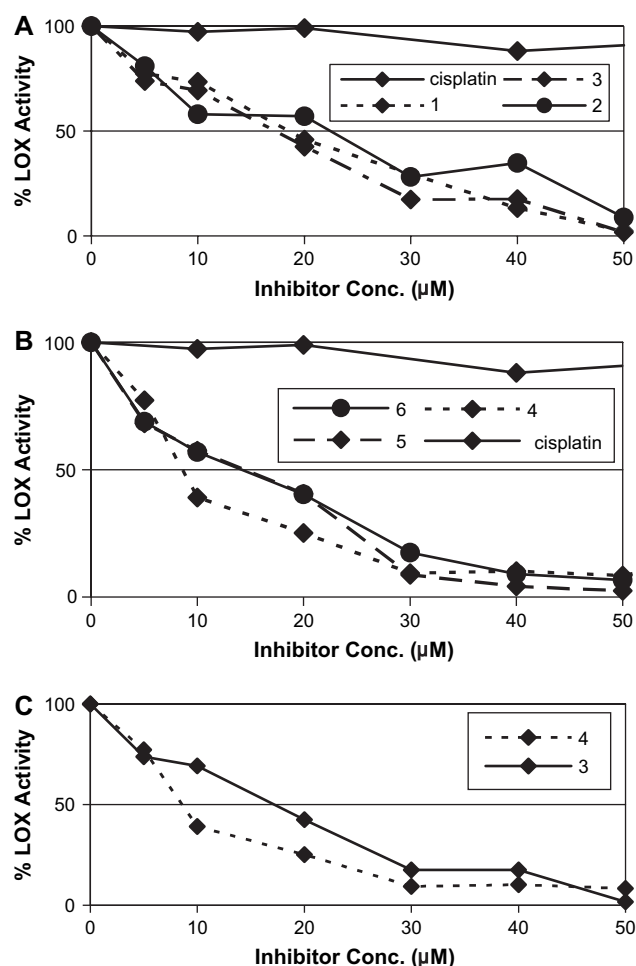 A
% LOX Activity
100
50
0
cisplatin 3
1 2
0 10 20 30 40 50
Inhibitor Conc. (µM)
B
% LOX Activity
100
50
0
6 4
5 cisplatin
0 10 20 30 40 50
Inhibitor Conc. (µM)
C
% LOX Activity
100
50
0
4
3
0 10 20 30 40 50
Inhibitor Conc. (µM)